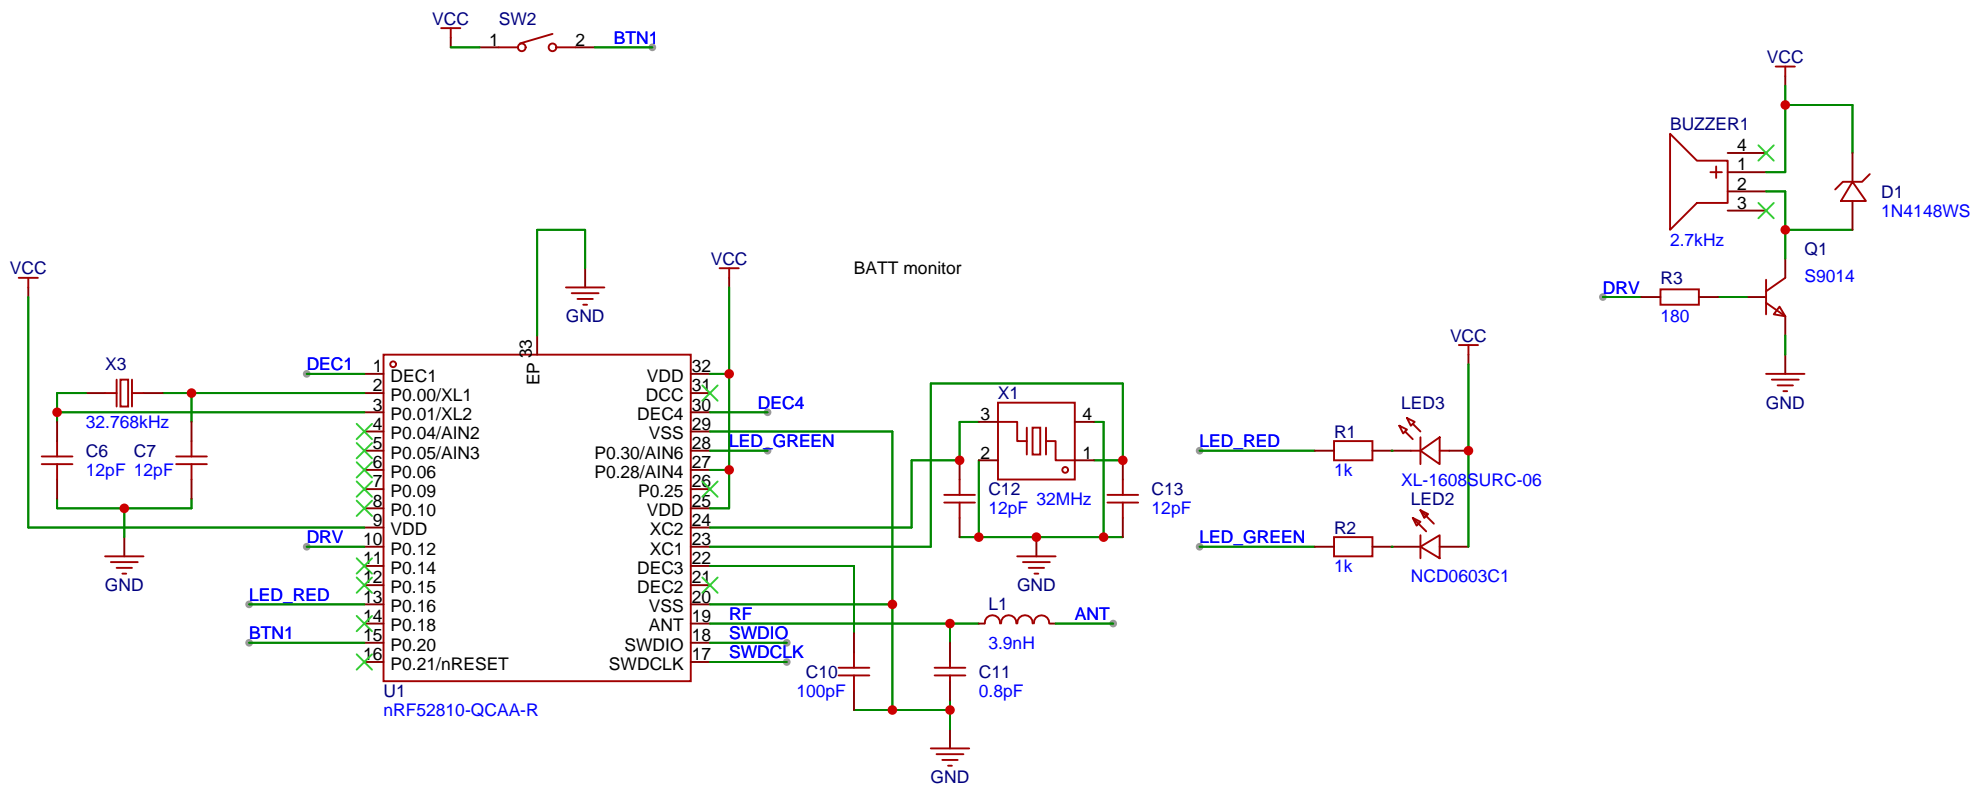 VCC
SW2
1
2
BTN1
VCC
BUZZER1
4
1
+
2
3
2.7kHz
D1
1N4148WS
Q1
S9014
DRV
R3
180
GND
VCC
GND
VCC
BATT monitor
X3
32.768kHz
C6
12pF
C7
12pF
GND
EP
33
DEC1
1
DEC1
2
P0.00/XL1
3
P0.01/XL2
4
P0.04/AIN2
5
P0.05/AIN3
6
P0.06
7
P0.09
8
P0.10
9
VDD
DRV
10
P0.12
11
P0.14
12
P0.15
LED_RED
13
P0.16
14
P0.18
BTN1
15
P0.20
16
P0.21/nRESET
VDD
32
DCC
31
DEC4
30
DEC4
VSS
29
P0.30/AIN6
28
LED_GREEN
P0.28/AIN4
27
P0.25
26
VDD
25
XC2
24
XC1
23
DEC3
22
DEC2
21
VSS
20
ANT
19
RF
SWDIO
18
SWDIO
SWDCLK
17
SWDCLK
U1
nRF52810-QCAA-R
X1
3
4
2
1
C12
12pF
32MHz
C13
12pF
GND
L1
3.9nH
ANT
C10
100pF
C11
0.8pF
GND
VCC
LED3
LED_RED
R1
1k
XL-1608SURC-06
LED2
LED_GREEN
R2
1k
NCD0603C1